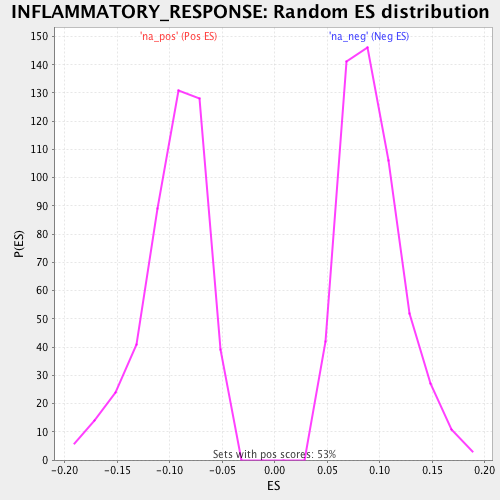 INFLAMMATORY_RESPONSE: Random ES distribution
'na_pos' (Pos ES) 'na_neg' (Neg ES)
150
140
130
120
110
100
90
80
70
60
50
40
30
20
10
0
P(ES)
Sets with pos scores: 53%
-0.20 -0.15 -0.10 -0.05 0.00 0.05 0.10 0.15 0.20
ES